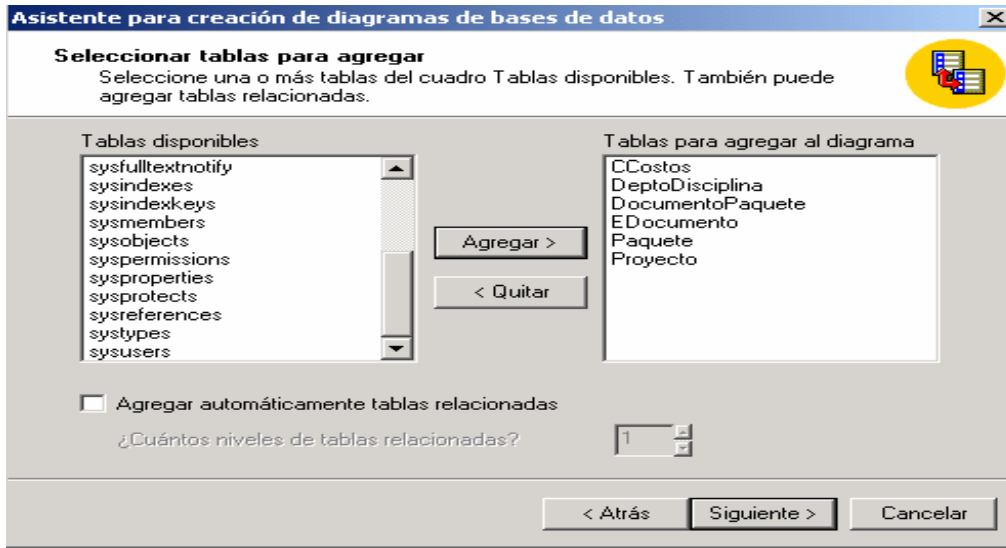 Asistente para creación de diagramas de bases de datos
Seleccionar tablas para agregar
Seleccione una o más tablas del cuadro Tablas disponibles. También puede
agregar tablas relacionadas.
Tablas disponibles
sysfulltextnotify
sysindexes
sysindexkeys
sysmembers
sysobjects
syspermissions
sysproperties
sysprotects
sysreferences
systypes
sysusers
Agregar >
< Quitar
Tablas para agregar al diagrama
CCostos
DeptoDisciplina
DocumentoPaquete
EDocumento
Paquete
Proyecto
Agregar automáticamente tablas relacionadas
¿Cuántos niveles de tablas relacionadas?
1
< Atrás
Siguiente >
Cancelar